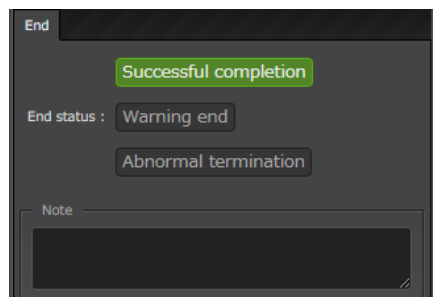 End
Successful completion
End status : Warning end
Abnormal termination
Note